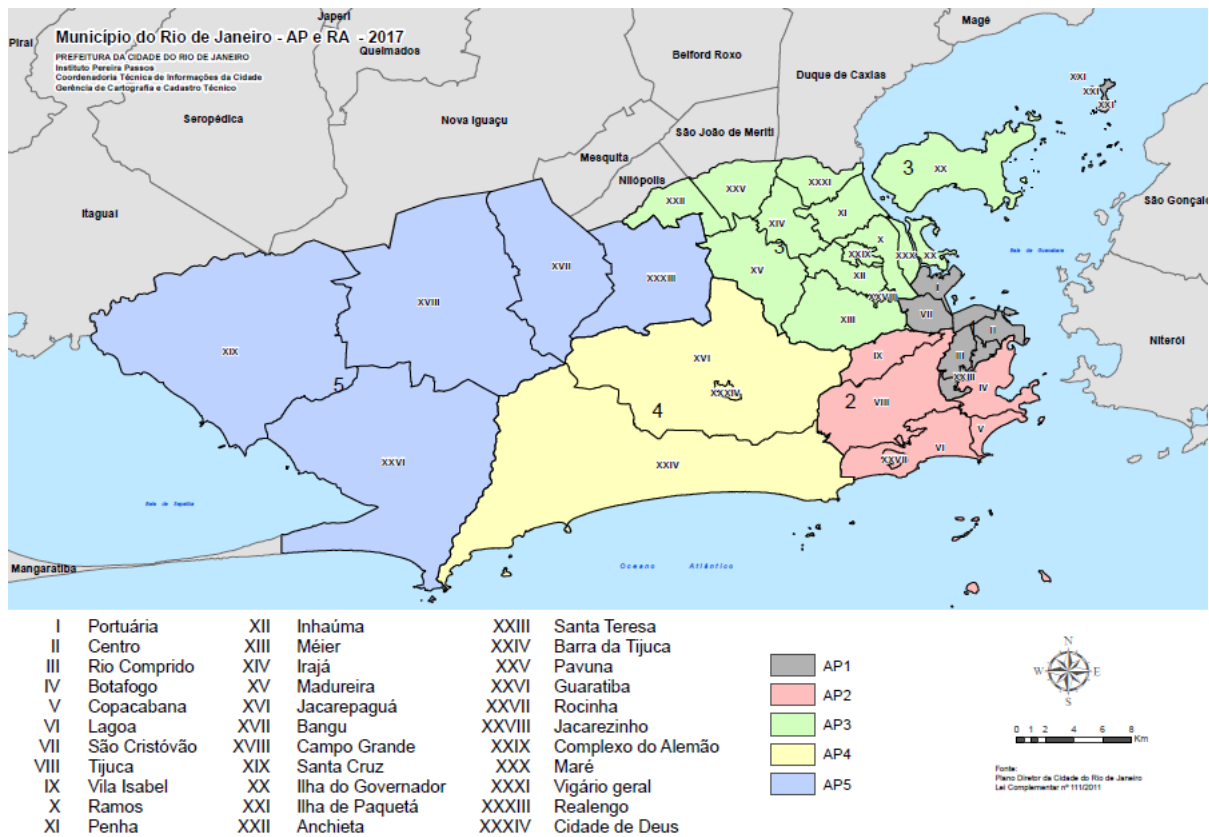 Japeri
Magé
Piraí
Município do Rio de Janeiro - AP e RA - 2017
Queimados
PREFEITURA DA CIDADE DO RIO DE JANEIRO
Instituto Pereira Passos
Coordenadoria Técnica de Informações da Cidade
Gerência de Cartografia e Cadastro Técnico
Belford Roxo
Duque de Caxias
XXI
XXI
XXI
Seropédica
Nova Iguaçu
São João de Meriti
Mesquita
Nilópolis
3
XX
XXV
XXXI
XXII
São Gonçalo
Itaguaí
XIV
XI
X
3
XXIX
XXX
XX
Baía de Guanabara
XV
XII
XVII
XXXIII
I
XVIII
XXVIII
VII
XIII
1
II
Niterói
XIX
XVI
IX
III
5
XXXIV
XXIII
IV
4
2
VIII
V
XXVI
XXIV
XXVII
VI
Baía de Sepetiba
Mangaratiba
Oceano Atlântico
I Portuária XII Inhaúma XXIII Santa Teresa
II Centro XIII Méier XXIV Barra da Tijuca
III Rio Comprido XIV Irajá XXV Pavuna
IV Botafogo XV Madureira XXVI Guaratiba
V Copacabana XVI Jacarepaguá XXVII Rocinha
VI Lagoa XVII Bangu XXVIII Jacarezinho
VII São Cristóvão XVIII Campo Grande XXIX Complexo do Alemão
VIII Tijuca XIX Santa Cruz XXX Maré
IX Vila Isabel XX Ilha do Governador XXXI Vigário geral
X Ramos XXI Ilha de Paquetá XXXIII Realengo
XI Penha XXII Anchieta XXXIV Cidade de Deus
AP1
AP2
AP3
AP4
AP5
N
W E
S
0 1 2 4 6 8
Km
Fonte:
Plano Diretor da Cidade do Rio de Janeiro
Lei Complementar nº 111/2011